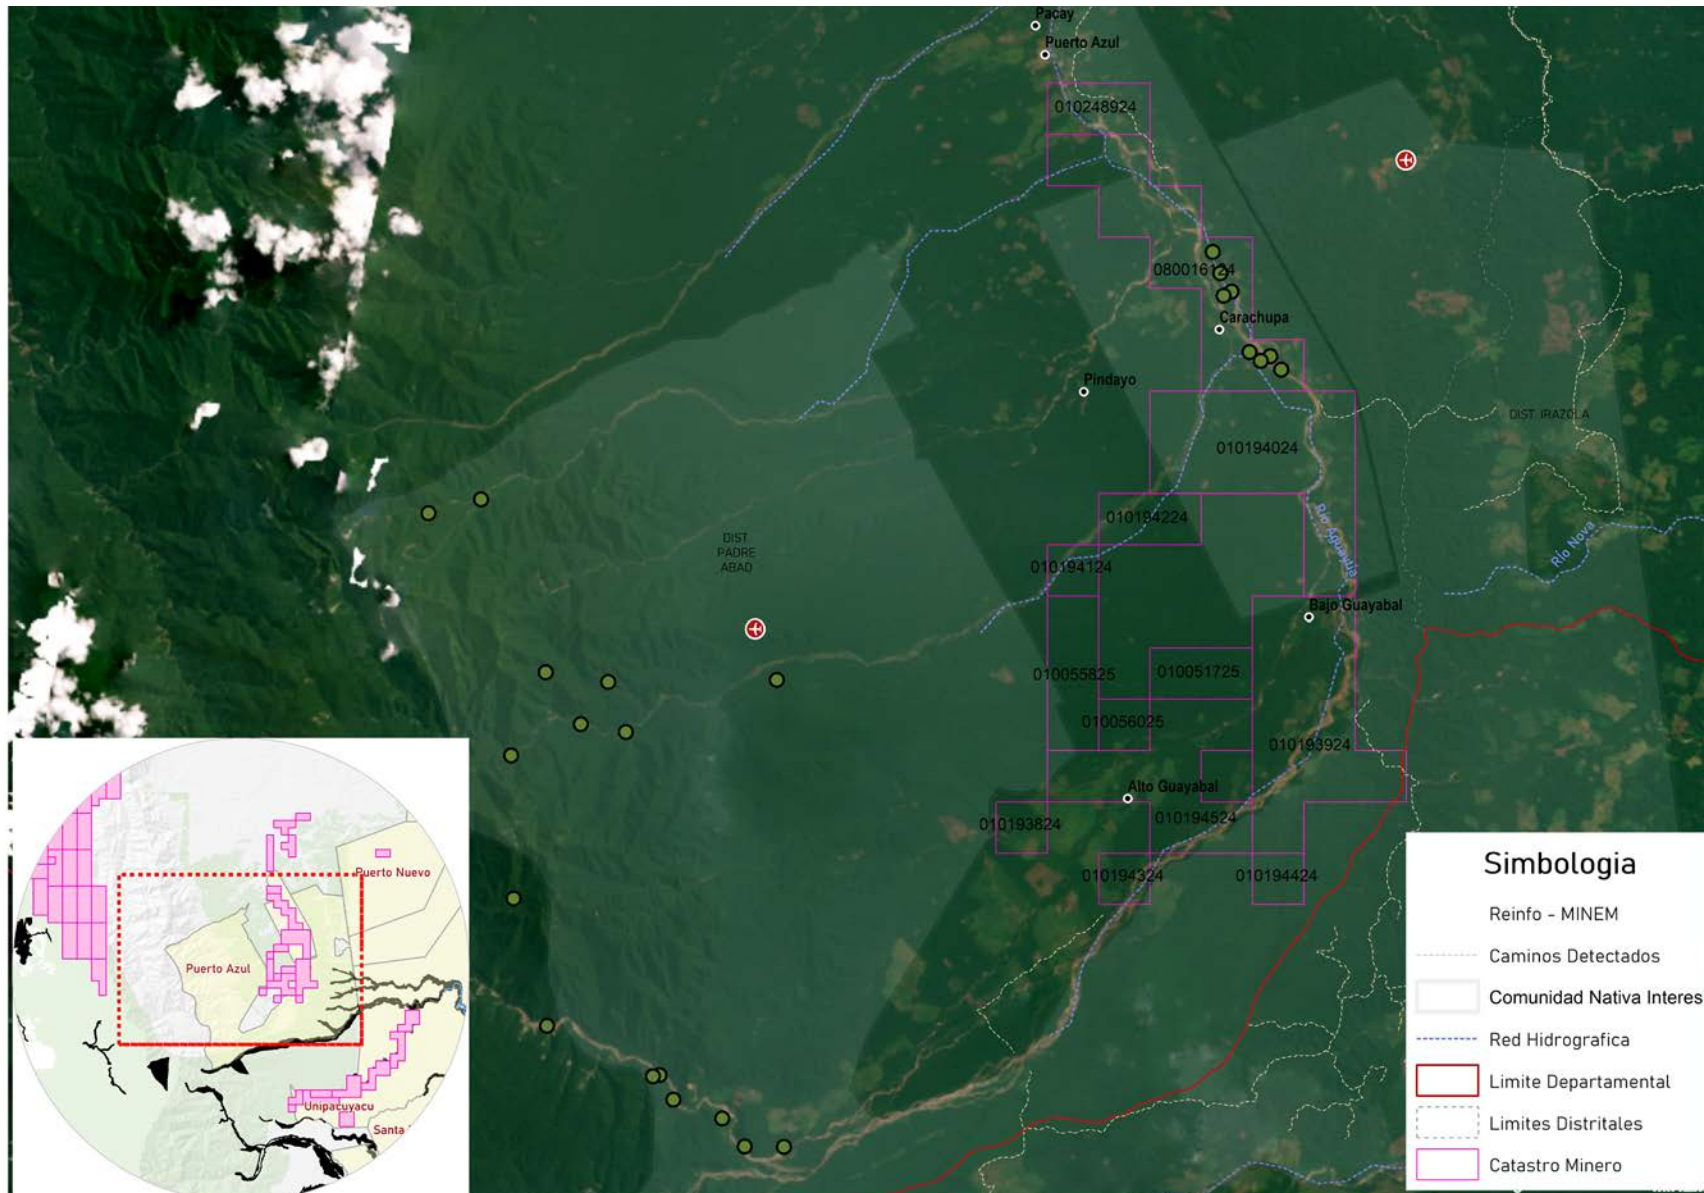 Pacay
Puerto Azul
010248924
080016124
Carachupa
Pindayo
DIST IRAZOLA
010194024
010194224
Río Aguaytia
Río Nova
DIST
PADRE
ABAD
010194124
Bajo Guayabal
010055825
010051725
010056025
010193924
Alto Guayabal
010193824
010194524
010194324
010194424
Puerto Nuevo
Puerto Azul
Unipacuyacu
Santa
Simbologia
Reinfo - MINEM
Caminos Detectados
Comunidad Nativa Interes
Red Hidrografica
Limite Departamental
Limites Distritales
Catastro Minero